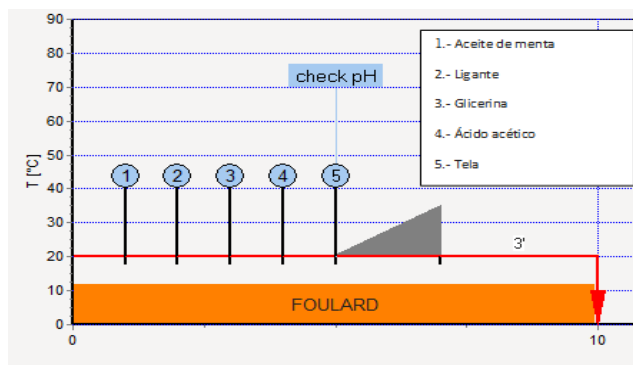 90
80
70
60
50
40
30
20
10
0
T [°C]
check pH
1
2
3
4
5
1.- Aceite de menta
2.- Ligante
3.- Glicerina
4.- Ácido acético
5.- Tela
3'
FOULARD
0
10